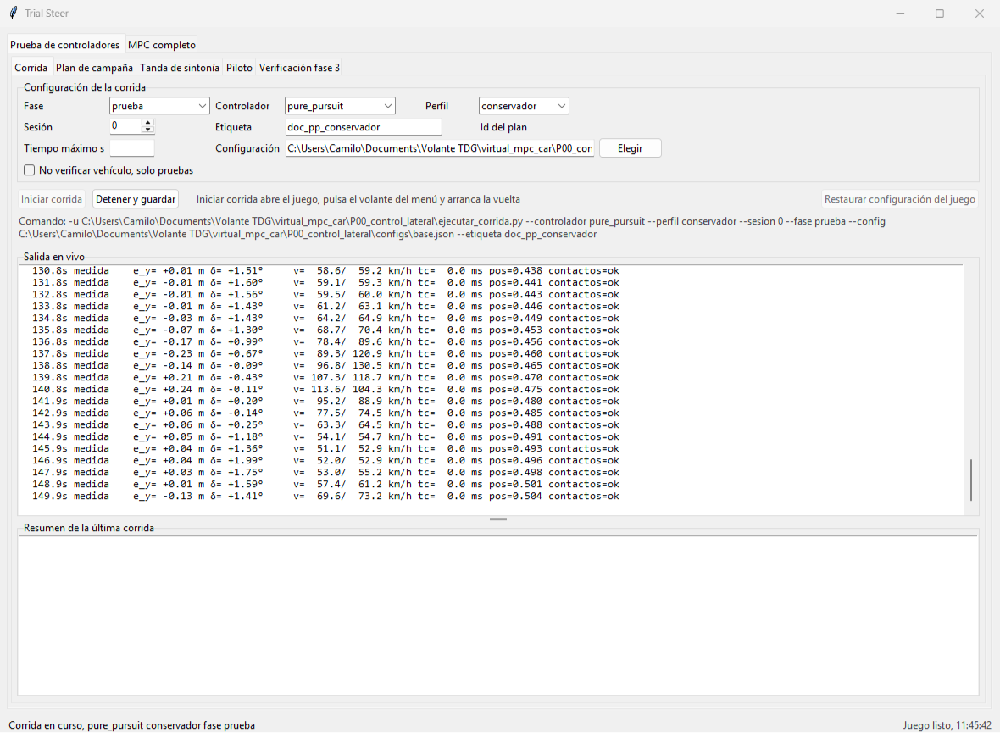 Trial Steer
Prueba de controladores MPC completo
Corrida Plan de campaña Tanda de sintonía Piloto Verificación fase 3
Configuración de la corrida
Fase prueba Controlador pure_pursuit Perfil conservador
Sesión 0 Etiqueta doc_pp_conservador Id del plan
Tiempo máximo s Configuración C:\Users\Camilo\Documents\Volante TDG\virtual_mpc_car\P00_con Elegir
No verificar vehículo, solo pruebas
Iniciar corrida Detener y guardar Iniciar corrida abre el juego, pulsa el volante del menú y arranca la vuelta Restaurar configuración del juego
Comando: -u C:\Users\Camilo\Documents\Volante TDG\virtual_mpc_car\P00_control_lateral\ejecutar_corrida.py --controlador pure_pursuit --perfil conservador --sesion 0 --fase prueba --config
C:\Users\Camilo\Documents\Volante TDG\virtual_mpc_car\P00_control_lateral\configs\base.json --etiqueta doc_pp_conservador
Salida en vivo
130.8s medida e_y= +0.01 m δ= +1.51° v= 58.6/ 59.2 km/h tc= 0.0 ms pos=0.438 contactos=ok
131.8s medida e_y= -0.01 m δ= +1.60° v= 59.1/ 59.3 km/h tc= 0.0 ms pos=0.441 contactos=ok
132.8s medida e_y= -0.01 m δ= +1.56° v= 59.5/ 60.0 km/h tc= 0.0 ms pos=0.443 contactos=ok
133.8s medida e_y= -0.01 m δ= +1.43° v= 61.2/ 63.1 km/h tc= 0.0 ms pos=0.446 contactos=ok
134.8s medida e_y= -0.03 m δ= +1.43° v= 64.2/ 64.9 km/h tc= 0.0 ms pos=0.449 contactos=ok
135.8s medida e_y= -0.07 m δ= +1.30° v= 68.7/ 70.4 km/h tc= 0.0 ms pos=0.453 contactos=ok
136.8s medida e_y= -0.17 m δ= +0.99° v= 78.4/ 89.6 km/h tc= 0.0 ms pos=0.456 contactos=ok
137.8s medida e_y= -0.23 m δ= +0.67° v= 89.3/ 120.9 km/h tc= 0.0 ms pos=0.460 contactos=ok
138.8s medida e_y= -0.14 m δ= -0.09° v= 96.8/ 130.5 km/h tc= 0.0 ms pos=0.465 contactos=ok
139.8s medida e_y= +0.21 m δ= -0.43° v= 107.3/ 118.7 km/h tc= 0.0 ms pos=0.470 contactos=ok
140.8s medida e_y= +0.24 m δ= -0.11° v= 113.6/ 104.3 km/h tc= 0.0 ms pos=0.475 contactos=ok
141.9s medida e_y= +0.01 m δ= +0.20° v= 95.2/ 88.9 km/h tc= 0.0 ms pos=0.480 contactos=ok
142.9s medida e_y= +0.06 m δ= -0.14° v= 77.5/ 74.5 km/h tc= 0.0 ms pos=0.485 contactos=ok
143.9s medida e_y= +0.06 m δ= +0.25° v= 63.3/ 64.5 km/h tc= 0.0 ms pos=0.488 contactos=ok
144.9s medida e_y= +0.05 m δ= +1.18° v= 54.1/ 54.7 km/h tc= 0.0 ms pos=0.491 contactos=ok
145.9s medida e_y= +0.04 m δ= +1.36° v= 51.1/ 52.9 km/h tc= 0.0 ms pos=0.493 contactos=ok
146.9s medida e_y= +0.04 m δ= +1.99° v= 52.0/ 52.9 km/h tc= 0.0 ms pos=0.496 contactos=ok
147.9s medida e_y= +0.03 m δ= +1.75° v= 53.0/ 55.2 km/h tc= 0.0 ms pos=0.498 contactos=ok
148.9s medida e_y= +0.01 m δ= +1.59° v= 57.4/ 61.2 km/h tc= 0.0 ms pos=0.501 contactos=ok
149.9s medida e_y= -0.13 m δ= +1.41° v= 69.6/ 73.2 km/h tc= 0.0 ms pos=0.504 contactos=ok
Resumen de la última corrida
Corrida en curso, pure_pursuit conservador fase prueba Juego listo, 11:45:42